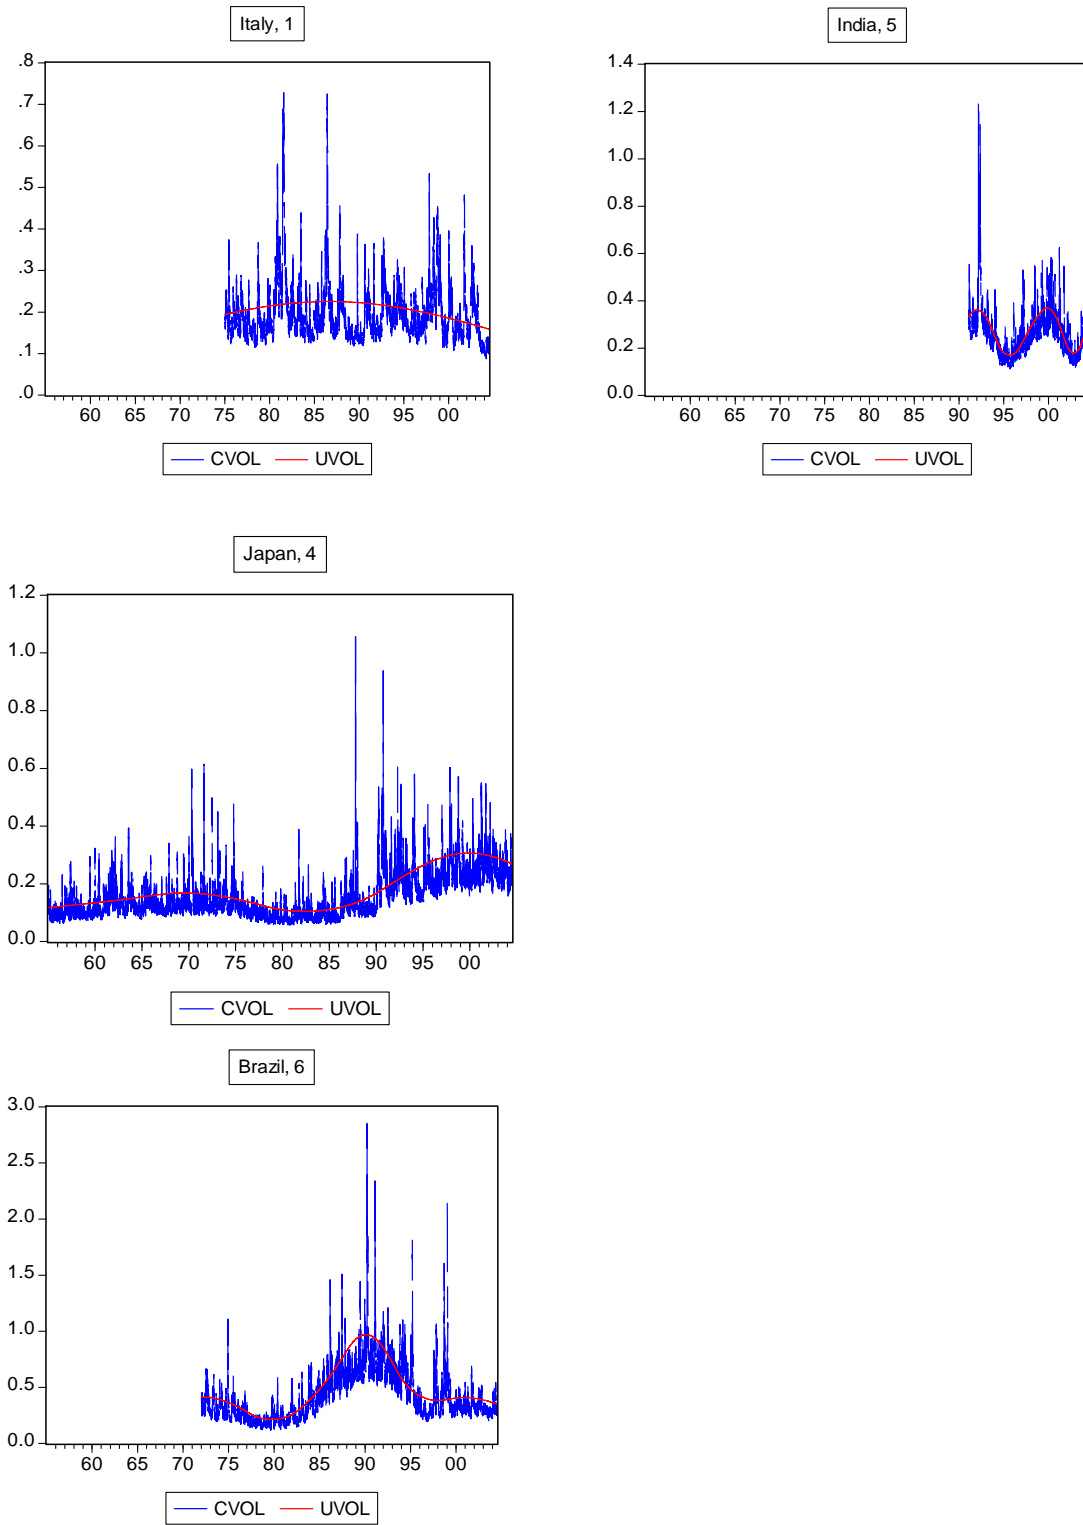 Italy, 1
.8
.7
.6
.5
.4
.3
.2
.1
.0
60 65 70 75 80 85 90 95 00
CVOL UVOL
India, 5
1.4
1.2
1.0
0.8
0.6
0.4
0.2
0.0
60 65 70 75 80 85 90 95 00
CVOL UVOL
Japan, 4
1.2
1.0
0.8
0.6
0.4
0.2
0.0
60 65 70 75 80 85 90 95 00
CVOL UVOL
Brazil, 6
3.0
2.5
2.0
1.5
1.0
0.5
0.0
60 65 70 75 80 85 90 95 00
CVOL UVOL